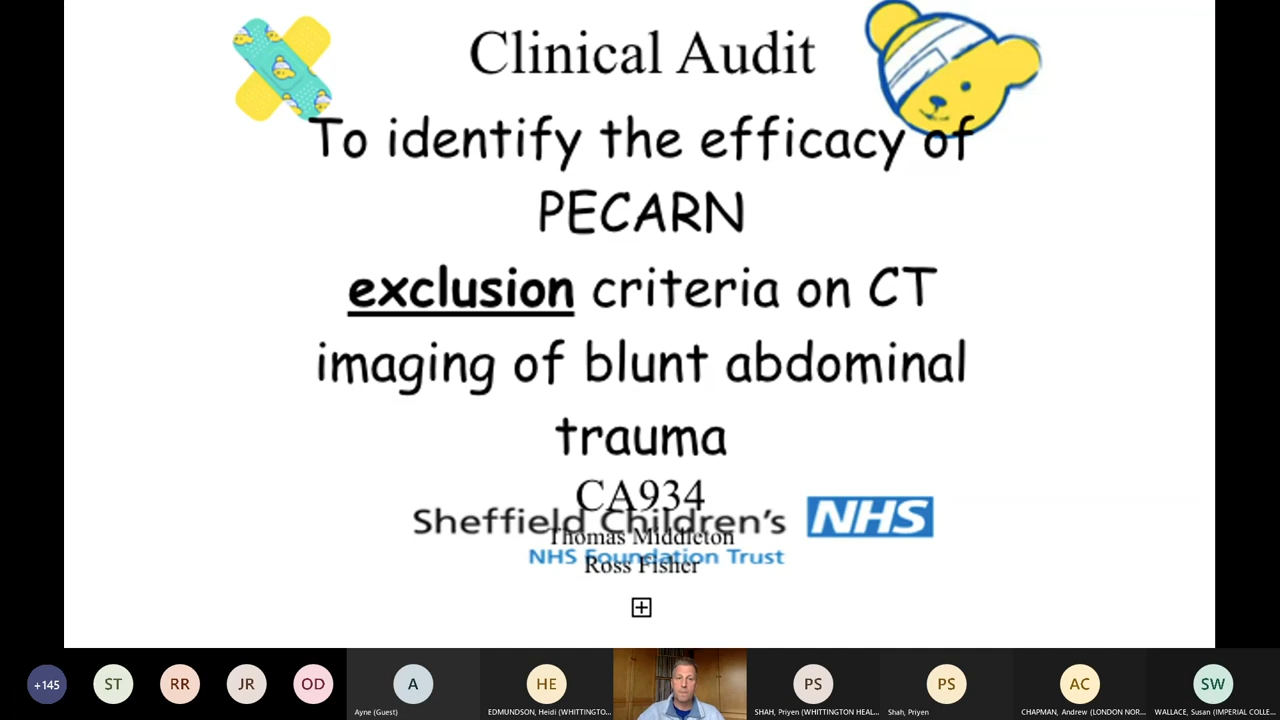 Clinical Audit
To identify the efficacy of
PECARN
exclusion criteria on CT
imaging of blunt abdominal
trauma
CA934
Sheffield Children's NHS
Thomas Middleton
NHS Foundation Trust
Ross Fisher
+145
ST
RR
JR
OD
A
HE
PS
PS
AC
SW
Ayne (Guest)
EDMUNDSON, Heidi (WHITTINGTO...
SHAH, Priyen (WHITTINGTON HEAL...
Shah, Priyen
CHAPMAN, Andrew (LONDON NOR...
WALLACE, Susan (IMPERIAL COLLE...